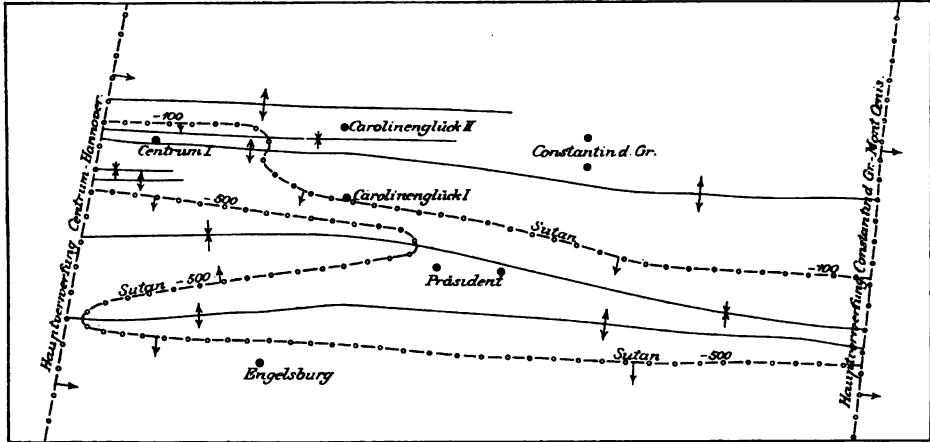 Hauptverwerfung Centrum-Hannover.
-100
Carolinenglück II
Centrum I
Constantin d. Gr.
Carolinenglück I
-500
Sutan
-100
Sutan -500
Präsident
Sutan -500
Engelsburg
Hauptverwerfung Constantin d Gr.-Mont Cenis.